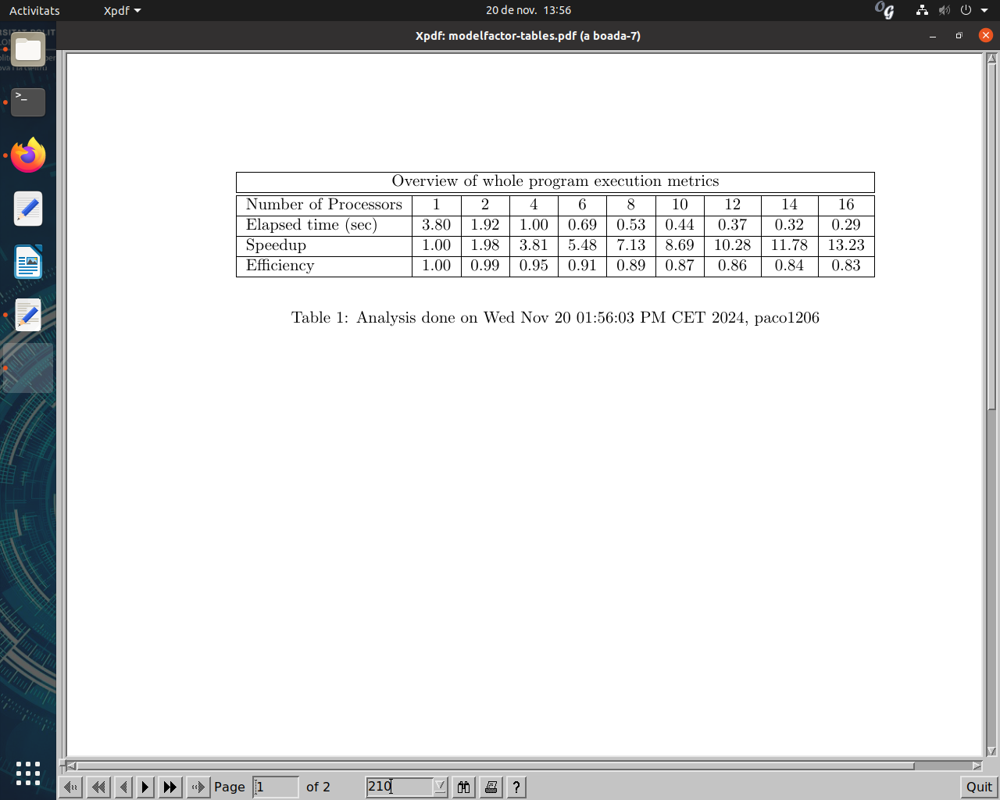 Activitats Xpdf 20 de nov. 13:56
Xpdf: modelfactor-tables.pdf (a boada-7)
Overview of whole program execution metrics
Number of Processors 1 2 4 6 8 10 12 14 16
Elapsed time (sec) 3.80 1.92 1.00 0.69 0.53 0.44 0.37 0.32 0.29
Speedup 1.00 1.98 3.81 5.48 7.13 8.69 10.28 11.78 13.23
Efficiency 1.00 0.99 0.95 0.91 0.89 0.87 0.86 0.84 0.83
Table 1: Analysis done on Wed Nov 20 01:56:03 PM CET 2024, paco1206
Page 1 of 2 210 ? Quit